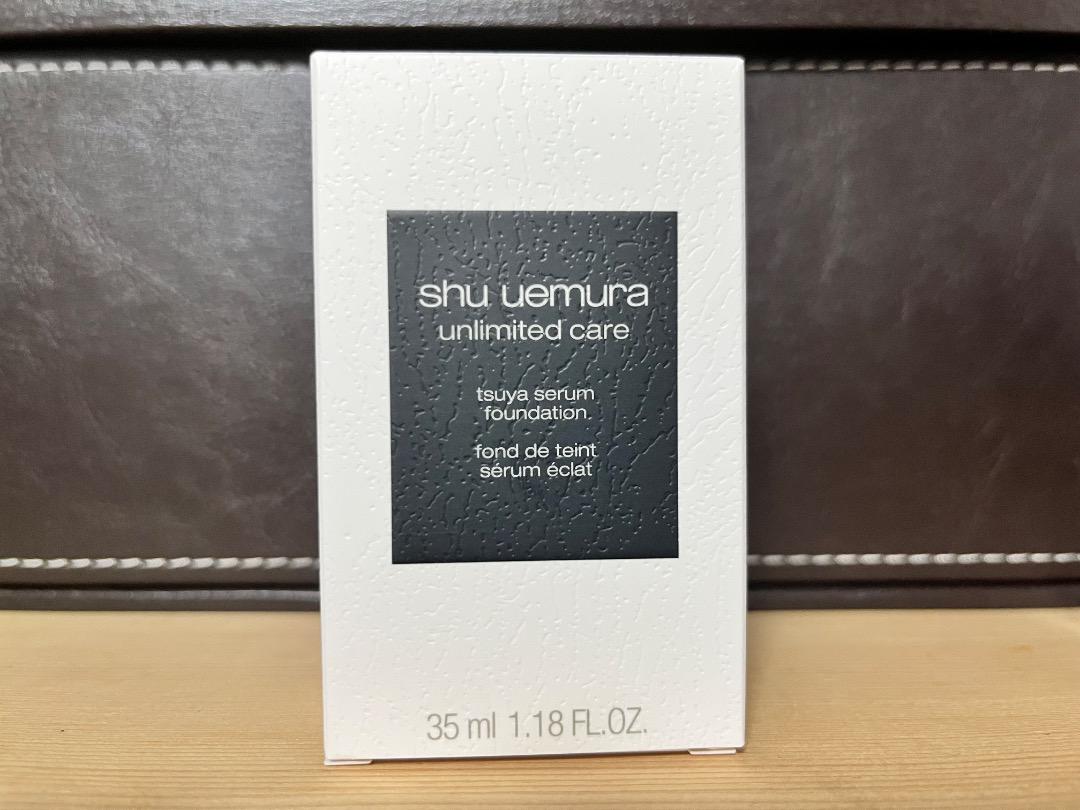 shu uemura
unlimited care
tsuya serum
foundation
fond de teint
sérum éclat
35 ml 1.18 FL.OZ.